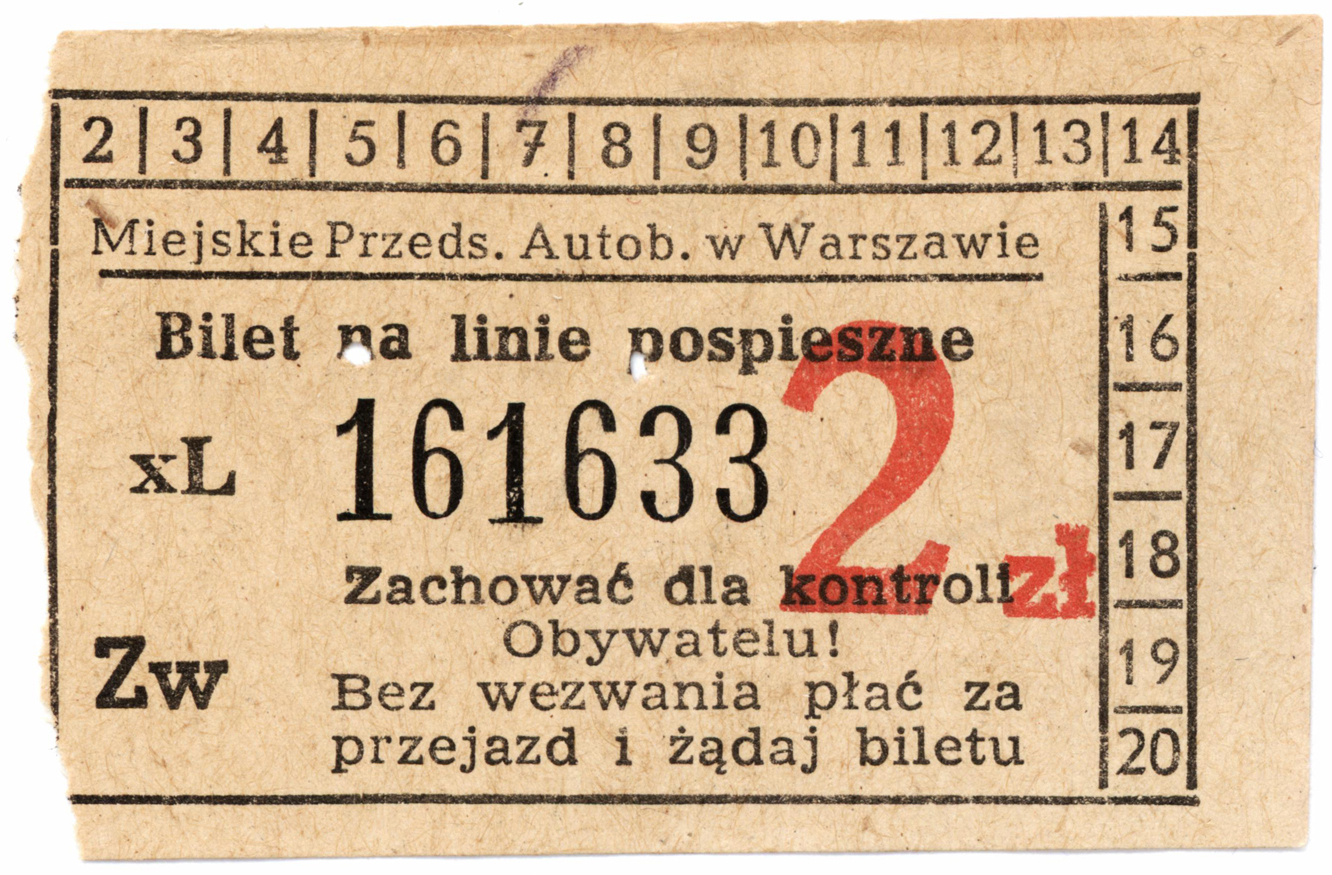 2 | 3 | 4 | 5 | 6 | 7 | 8 | 9 | 10 | 11 | 12 | 13 | 14
Miejskie Przeds. Autob. w Warszawie
15
Bilet na linie pospieszne
16
xL 161633
2 zł
17
Zachować dla kontroli
18
Obywatelu!
19
Zw
Bez wezwania płać za
przejazd i żądaj biletu
20